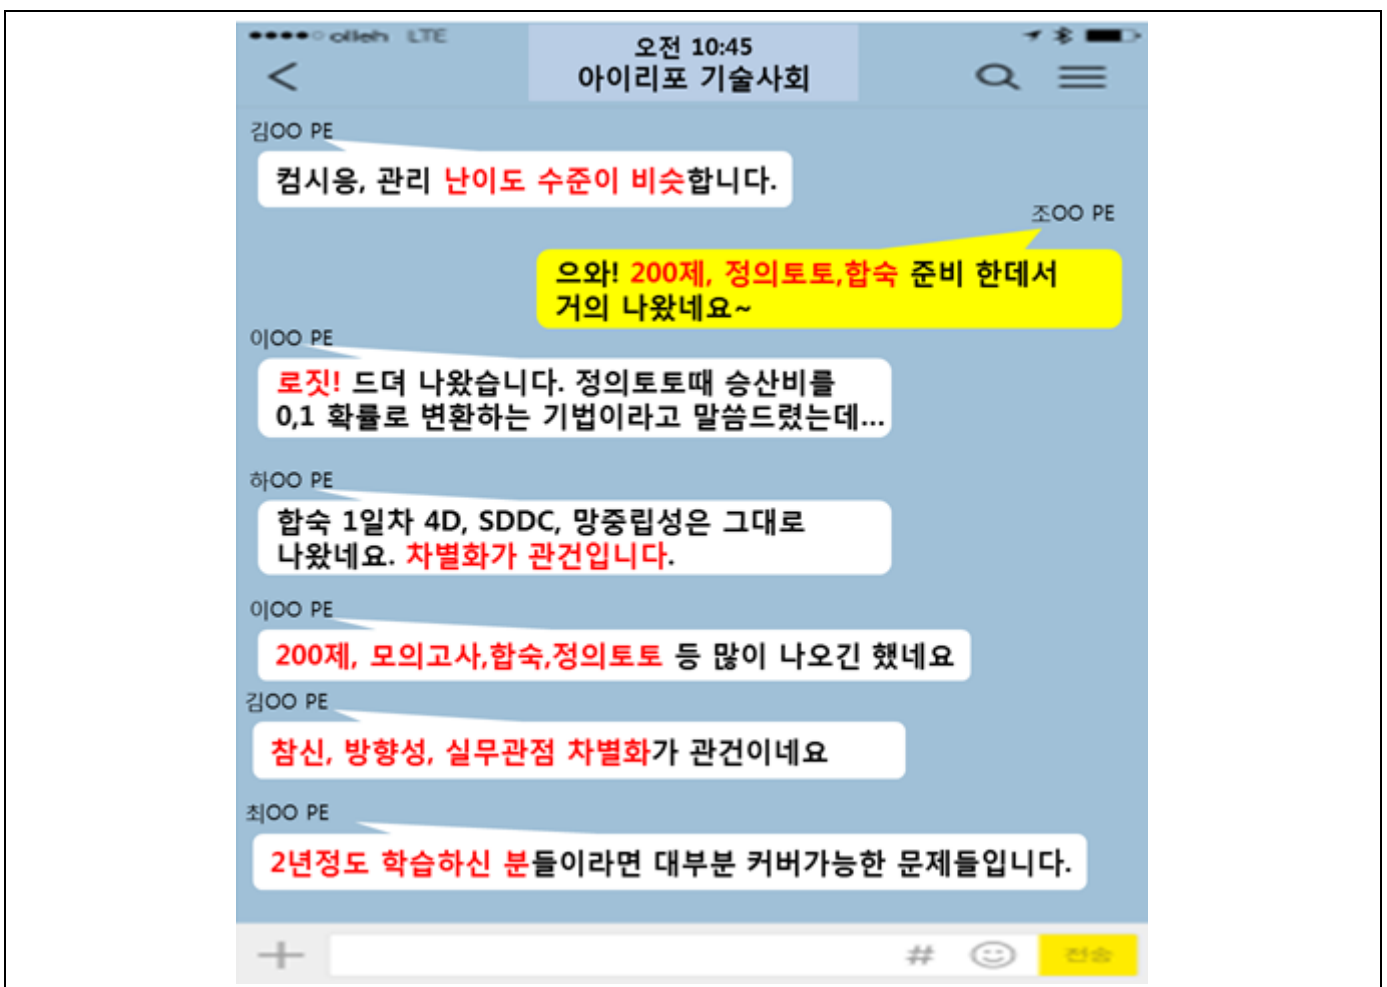 olleh LTE
오전 10:45
아이리포 기술사회
김OO PE
컴시응, 관리 난이도 수준이 비슷합니다.
조OO PE
으와! 200제, 정의토토,합숙 준비 한데서
거의 나왔네요~
이OO PE
로짓! 드뎌 나왔습니다. 정의토토때 승산비를
0,1 확률로 변환하는 기법이라고 말씀드렸는데...
하OO PE
합숙 1일차 4D, SDDC, 망중립성은 그대로
나왔네요. 차별화가 관건입니다.
이OO PE
200제, 모의고사,합숙,정의토토 등 많이 나오긴 했네요
김OO PE
참신, 방향성, 실무관점 차별화가 관건이네요
최OO PE
2년정도 학습하신 분들이라면 대부분 커버가능한 문제들입니다.
#
전송